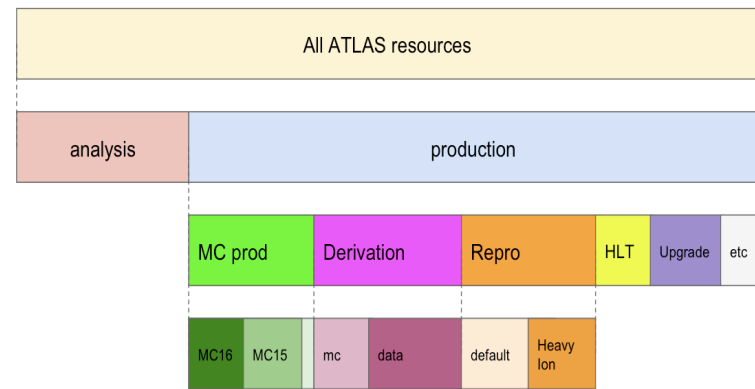 All ATLAS resources
analysis
production
MC prod
Derivation
Repro
HLT
Upgrade
etc
MC16
MC15
mc
data
default
Heavy
Ion